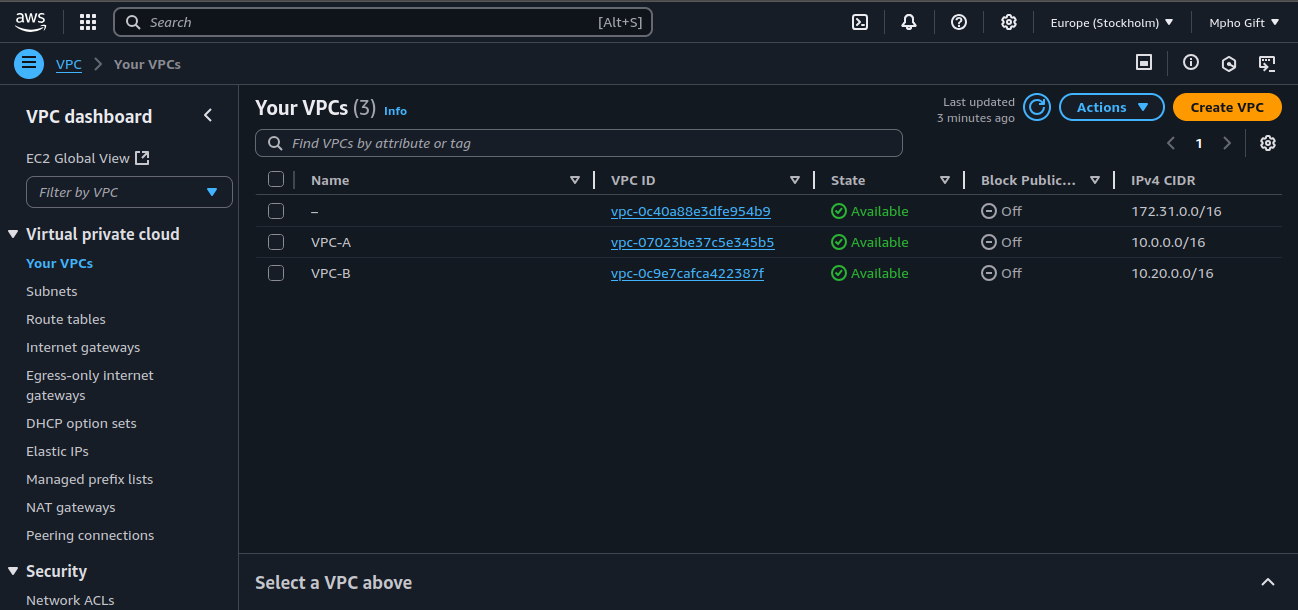 aws
Search [Alt+S]
Europe (Stockholm)
Mpho Gift
VPC
Your VPCs
VPC dashboard
EC2 Global View
Filter by VPC
Virtual private cloud
Your VPCs
Subnets
Route tables
Internet gateways
Egress-only internet
gateways
DHCP option sets
Elastic IPs
Managed prefix lists
NAT gateways
Peering connections
Security
Network ACLs
Your VPCs (3) Info
Last updated
3 minutes ago
Actions
Create VPC
Find VPCs by attribute or tag
1
Name VPC ID State Block Public... IPv4 CIDR
– vpc-0c40a88e3dfe954b9 Available Off 172.31.0.0/16
VPC-A vpc-07023be37c5e345b5 Available Off 10.0.0.0/16
VPC-B vpc-0c9e7cafca422387f Available Off 10.20.0.0/16
Select a VPC above